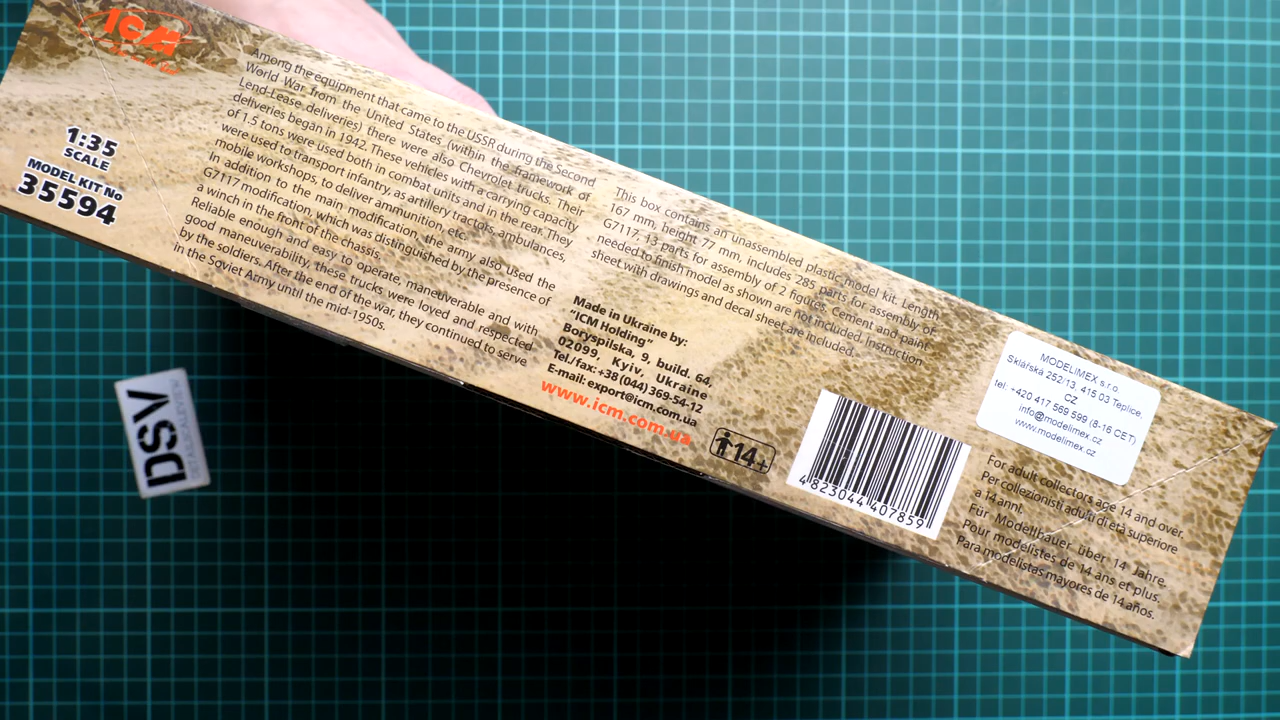 ICM
1:35
SCALE
MODEL KIT No
35594
Among the equipment that came to the USSR during the Second
World War from the United States (within the framework of
Lend-Lease deliveries) there were also Chevrolet trucks. Their
deliveries began in 1942. These vehicles with a carrying capacity
of 1.5 tons were used both in combat units and in the rear. They
were used to transport infantry, as artillery tractors, ambulances,
mobile workshops, to deliver ammunition, etc.
In addition to the main modification, the army also used the
G7117 modification, which was distinguished by the presence of
a winch in the front of the chassis.
Reliable enough and easy to operate, maneuverable and with
good maneuverability, these trucks were loved and respected
by the soldiers. After the end of the war, they continued to serve
in the Soviet Army until the mid-1950s.
This box contains an unassembled plastic model kit. Length
167 mm, height 77 mm, includes 285 parts for assembly of
G7117, 13 parts for assembly of 2 figures. Cement and paint
needed to finish model as shown are not included. Instruction
sheet with drawings and decal sheet are included.
Made in Ukraine by:
"ICM Holding"
Boryspilska, 9, build. 64,
02099, Kyiv, Ukraine
Tel./fax: +38 (044) 369-54-12
E-mail: export@icm.com.ua
www.icm.com.ua
14+
4 823044 407859
MODELIMEX s.r.o.
Sklářská 252/13, 415 03 Teplice,
CZ
tel: +420 417 569 599 (8-16 CET)
info@modelimex.cz
www.modelimex.cz
For adult collectors age 14 and over.
Per collezionisti adulti di età superiore
a 14 anni.
Für Modellbauer über 14 Jahre.
Pour modélistes de 14 ans et plus.
Para modelistas mayores de 14 años.
DSV